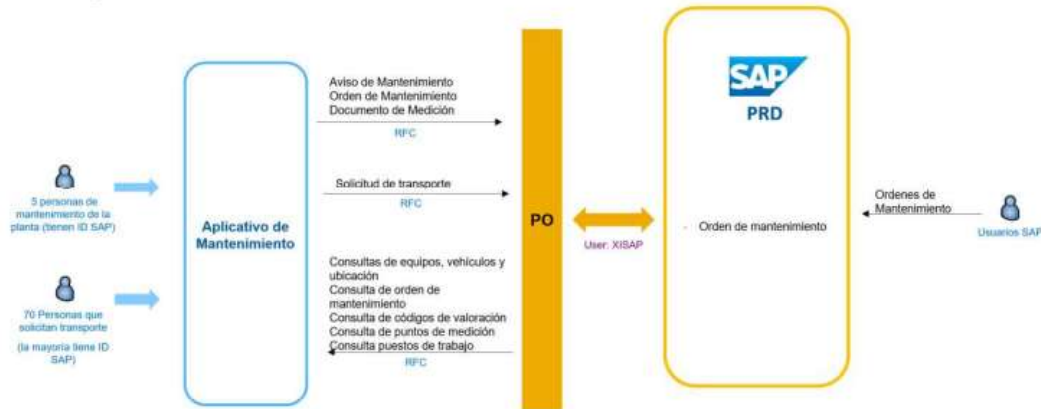 5 personas de
mantenimiento de la
planta (tienen ID SAP)
70 Personas que
solicitan transporte
(la mayoría tiene ID
SAP)
Aplicativo de
Mantenimiento
Aviso de Mantenimiento
Orden de Mantenimiento
Documento de Medición
RFC
Solicitud de transporte
RFC
Consultas de equipos, vehículos y
ubicación
Consulta de orden de
mantenimiento
Consulta de códigos de valoración
Consulta de puntos de medición
Consulta puestos de trabajo
RFC
PO
User: XISAP
SAP
PRD
- Orden de mantenimiento
Ordenes de
Mantenimiento
Usuarios SAP